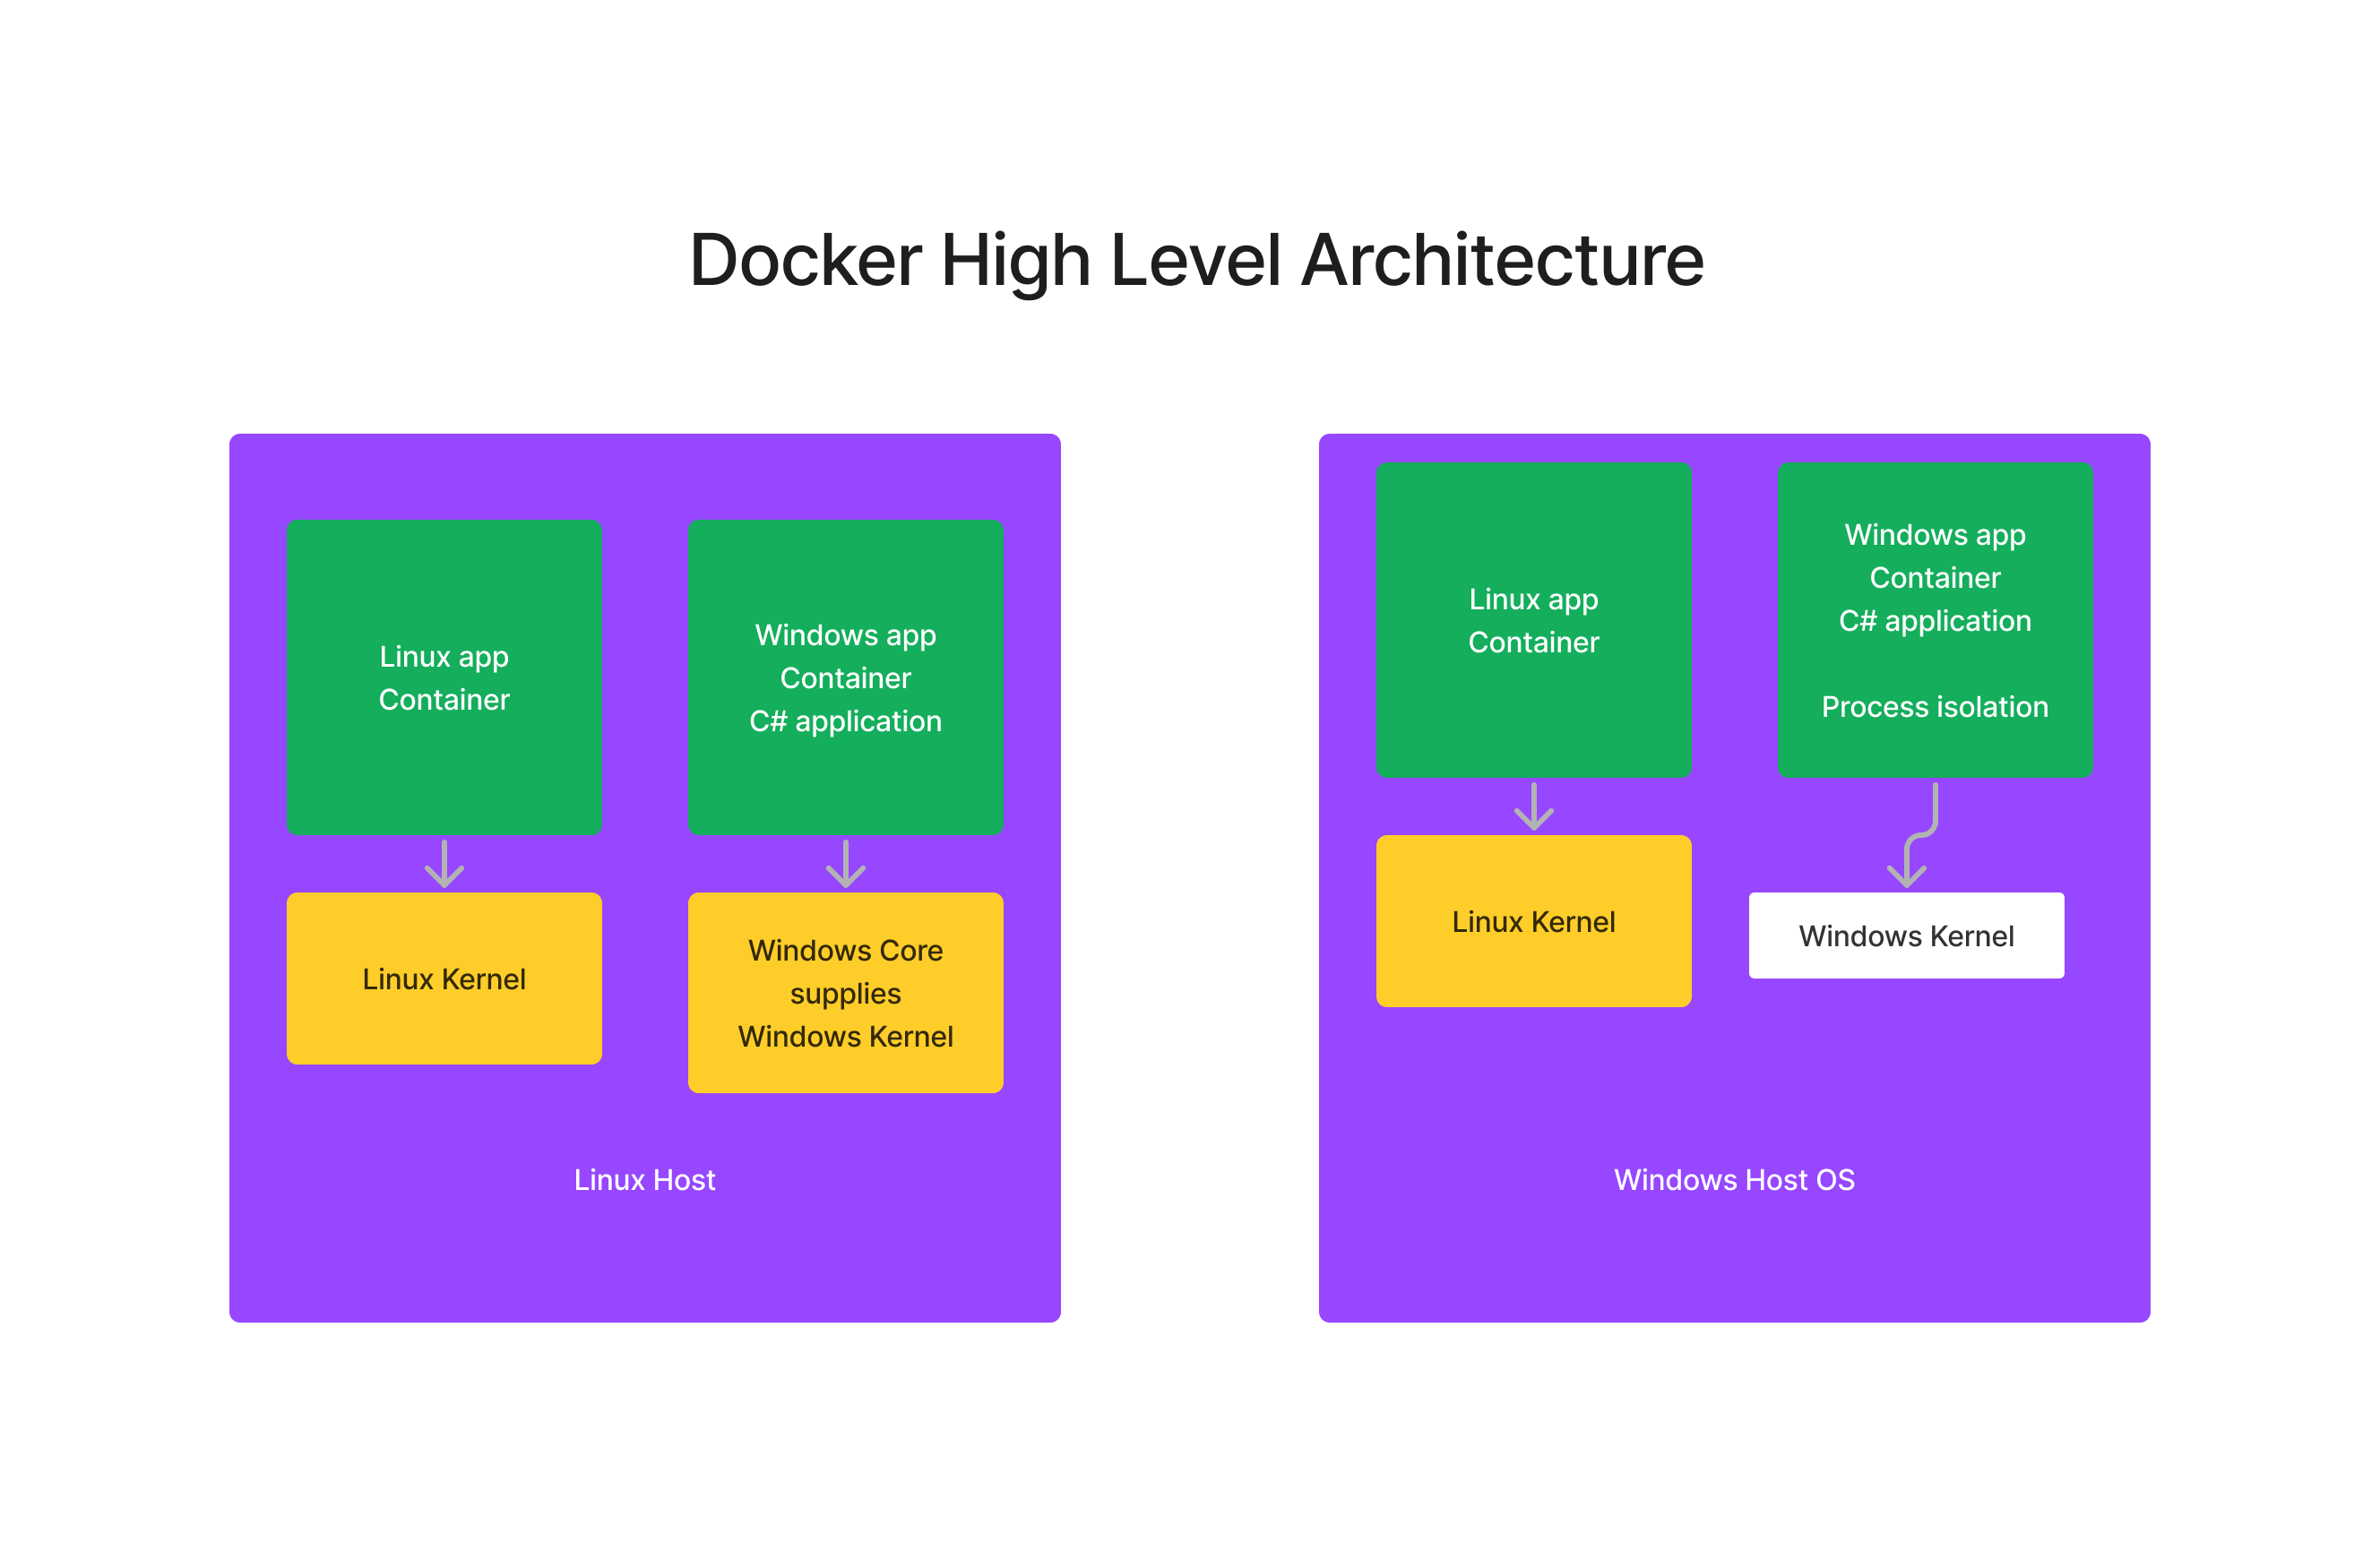 Docker High Level Architecture
Linux app
Container
Windows app
Container
C# application
Linux Kernel
Windows Core
supplies
Windows Kernel
Linux Host
Linux app
Container
Windows app
Container
C# application
Process isolation
Linux Kernel
Windows Kernel
Windows Host OS